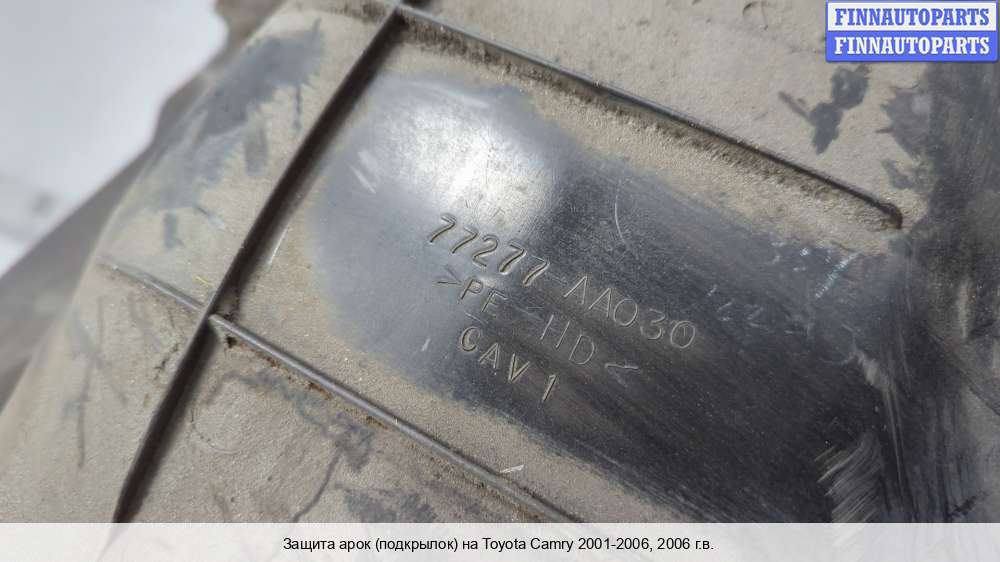 FINNAUTOPARTS
FINNAUTOPARTS
77277-AA030
>PE-HD<
CAV 1
Защита арок (подкрылок) на Toyota Camry 2001-2006, 2006 г.в.